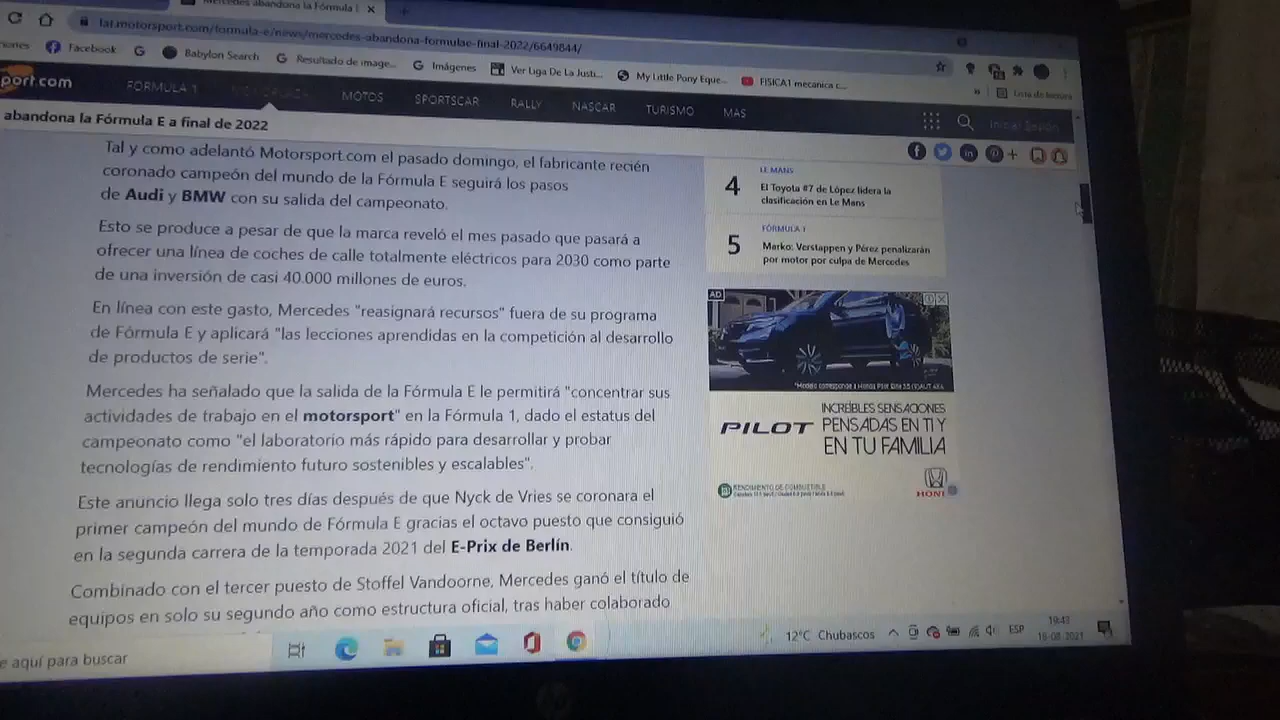 Mercedes abandona la Fórmula E
lat.motorsport.com/formula-e/news/mercedes-abandona-formulae-final-2022/6649844/
Facebook
Babylon Search
Resultado de image...
Imágenes
Ver Liga De La Justi...
My Little Pony Eque...
FISICA1 mecanica c...
»
Lista de lectura
port.com
FÓRMULA 1
MOTOS
SPORTSCAR
RALLY
NASCAR
TURISMO
MAS
Iniciar Sesión
abandona la Fórmula E a final de 2022
Tal y como adelantó Motorsport.com el pasado domingo, el fabricante recién
coronado campeón del mundo de la Fórmula E seguirá los pasos
de Audi y BMW con su salida del campeonato.
Esto se produce a pesar de que la marca reveló el mes pasado que pasará a
ofrecer una línea de coches de calle totalmente eléctricos para 2030 como parte
de una inversión de casi 40.000 millones de euros.
En línea con este gasto, Mercedes "reasignará recursos" fuera de su programa
de Fórmula E y aplicará "las lecciones aprendidas en la competición al desarrollo
de productos de serie".
Mercedes ha señalado que la salida de la Fórmula E le permitirá "concentrar sus
actividades de trabajo en el motorsport" en la Fórmula 1, dado el estatus del
campeonato como "el laboratorio más rápido para desarrollar y probar
tecnologías de rendimiento futuro sostenibles y escalables".
Este anuncio llega solo tres días después de que Nyck de Vries se coronara el
primer campeón del mundo de Fórmula E gracias el octavo puesto que consiguió
en la segunda carrera de la temporada 2021 del E-Prix de Berlín.
Combinado con el tercer puesto de Stoffel Vandoorne, Mercedes ganó el título de
equipos en solo su segundo año como estructura oficial, tras haber colaborado
4
LE MANS
El Toyota #7 de López lidera la
clasificación en Le Mans
5
FÓRMULA 1
Marko: Verstappen y Pérez penalizarán
por motor por culpa de Mercedes
AD
PILOT
INCREÍBLES SENSACIONES
PENSADAS EN TI Y
EN TU FAMILIA
RENDIMIENTO DE COMBUSTIBLE
e aquí para buscar
12°C Chubascos
ESP
19:43